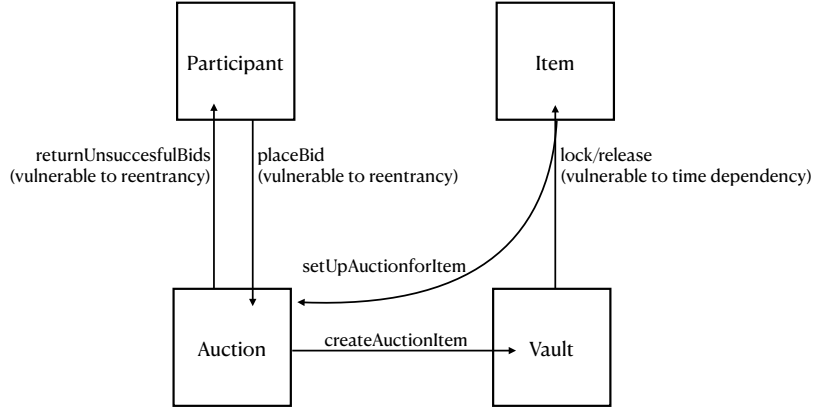 Participant
Item
returnUnsuccesfulBids
(vulnerable to reentrancy)
placeBid
(vulnerable to reentrancy)
lock/release
(vulnerable to time dependency)
setUpAuctionforItem
Auction
createAuctionItem
Vault